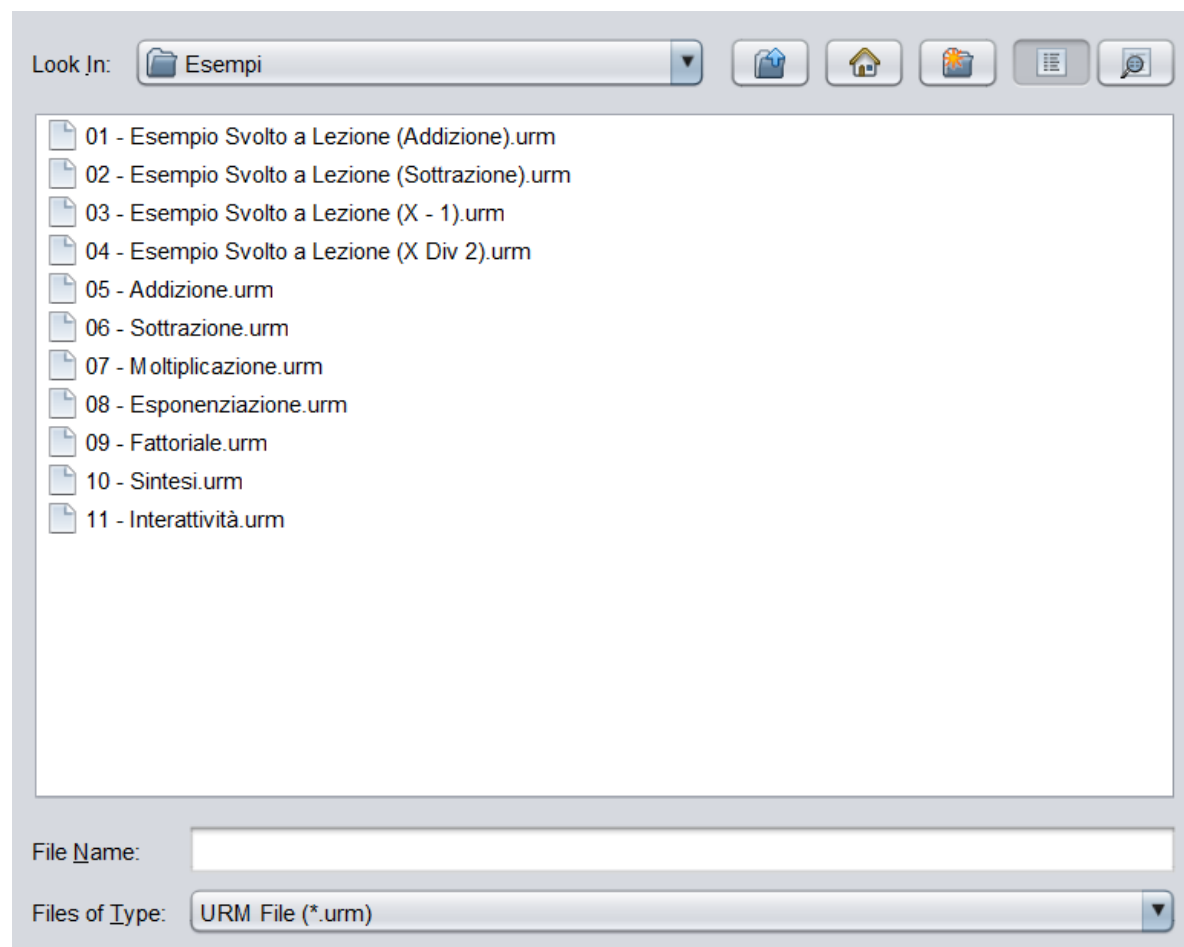 Look In: Esempi
01 - Esempio Svolto a Lezione (Addizione).urm
02 - Esempio Svolto a Lezione (Sottrazione).urm
03 - Esempio Svolto a Lezione (X - 1).urm
04 - Esempio Svolto a Lezione (X Div 2).urm
05 - Addizione.urm
06 - Sottrazione.urm
07 - Moltiplicazione.urm
08 - Esponenziazione.urm
09 - Fattoriale.urm
10 - Sintesi.urm
11 - Interattività.urm
File Name:
Files of Type: URM File (*.urm)